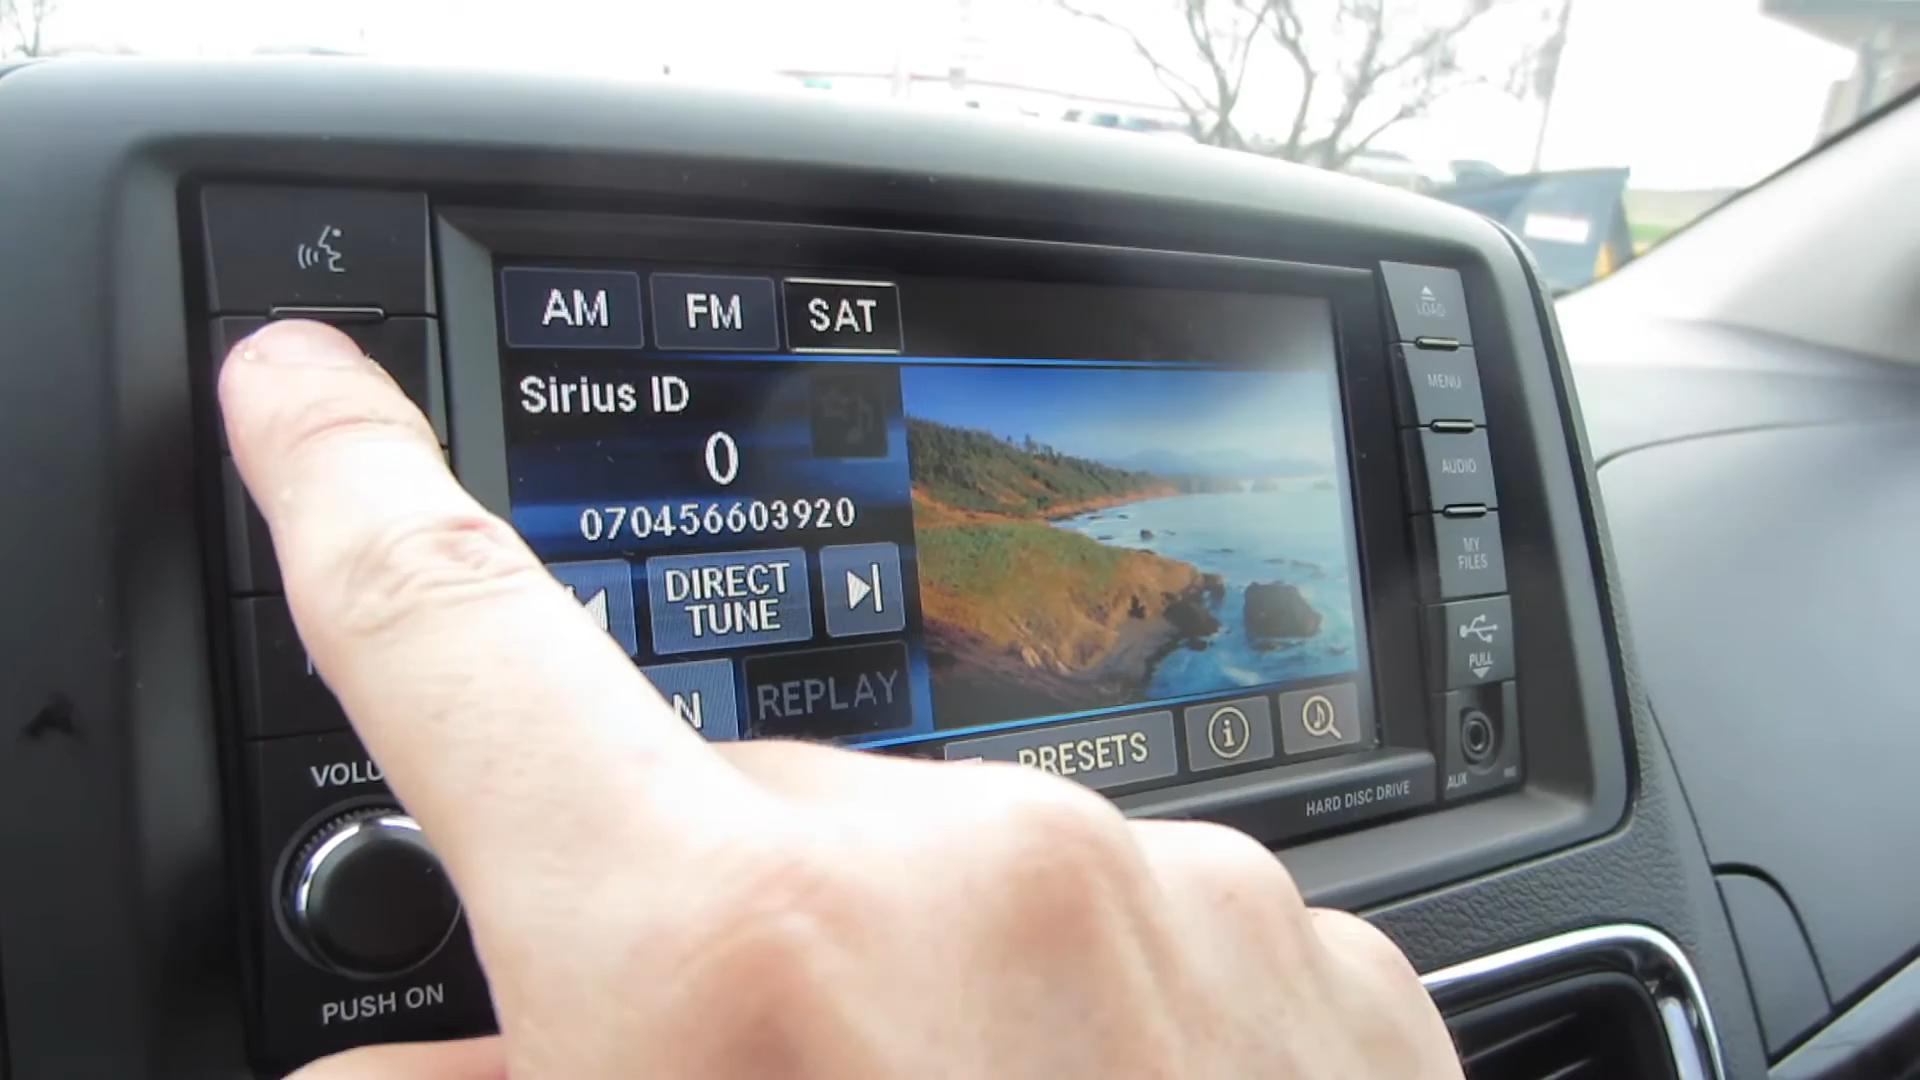 AM
FM
SAT
Sirius ID
0
070456603920
DIRECT
TUNE
REPLAY
PRESETS
HARD DISC DRIVE
VOLU
PUSH ON
LOAD
MENU
AUDIO
MY
FILES
PULL
AUX